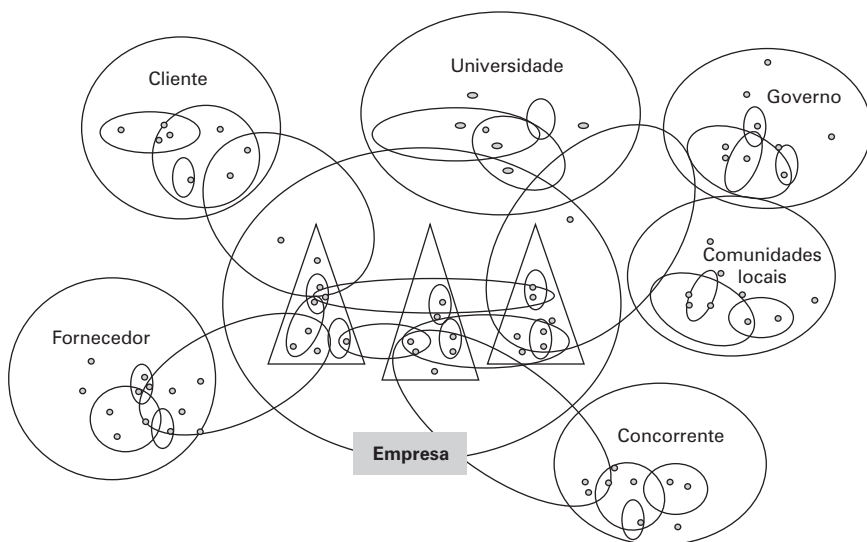 Cliente
Universidade
Governo
Comunidades
locais
Fornecedor
Concorrente
Empresa